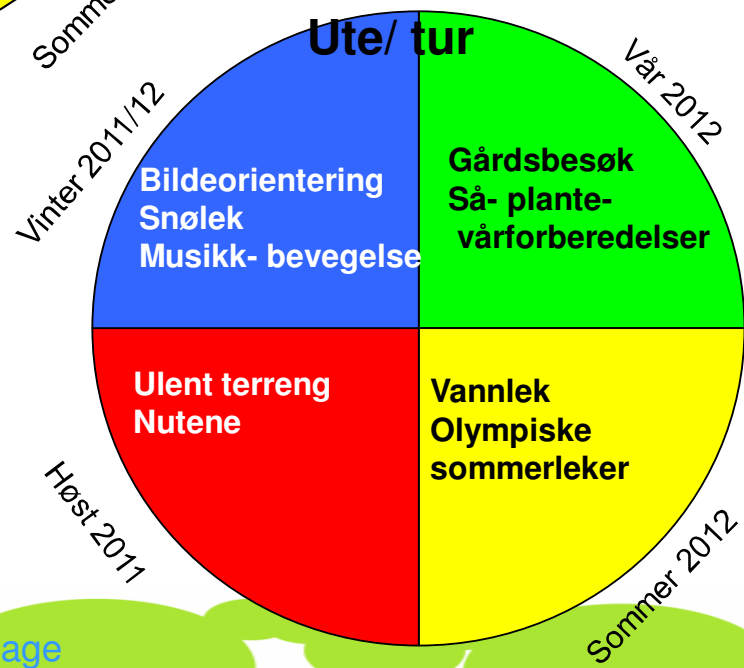 Somme
Ute/ tur
Vinter 2011/12
Vår 2012
Bildeorientering
Snølek
Musikk- bevegelse
Gårdsbesøk
Så- plante-
vårforberedelser
Ulent terreng
Nutene
Vannlek
Olympiske
sommerleker
Høst 2011
Sommer 2012
age